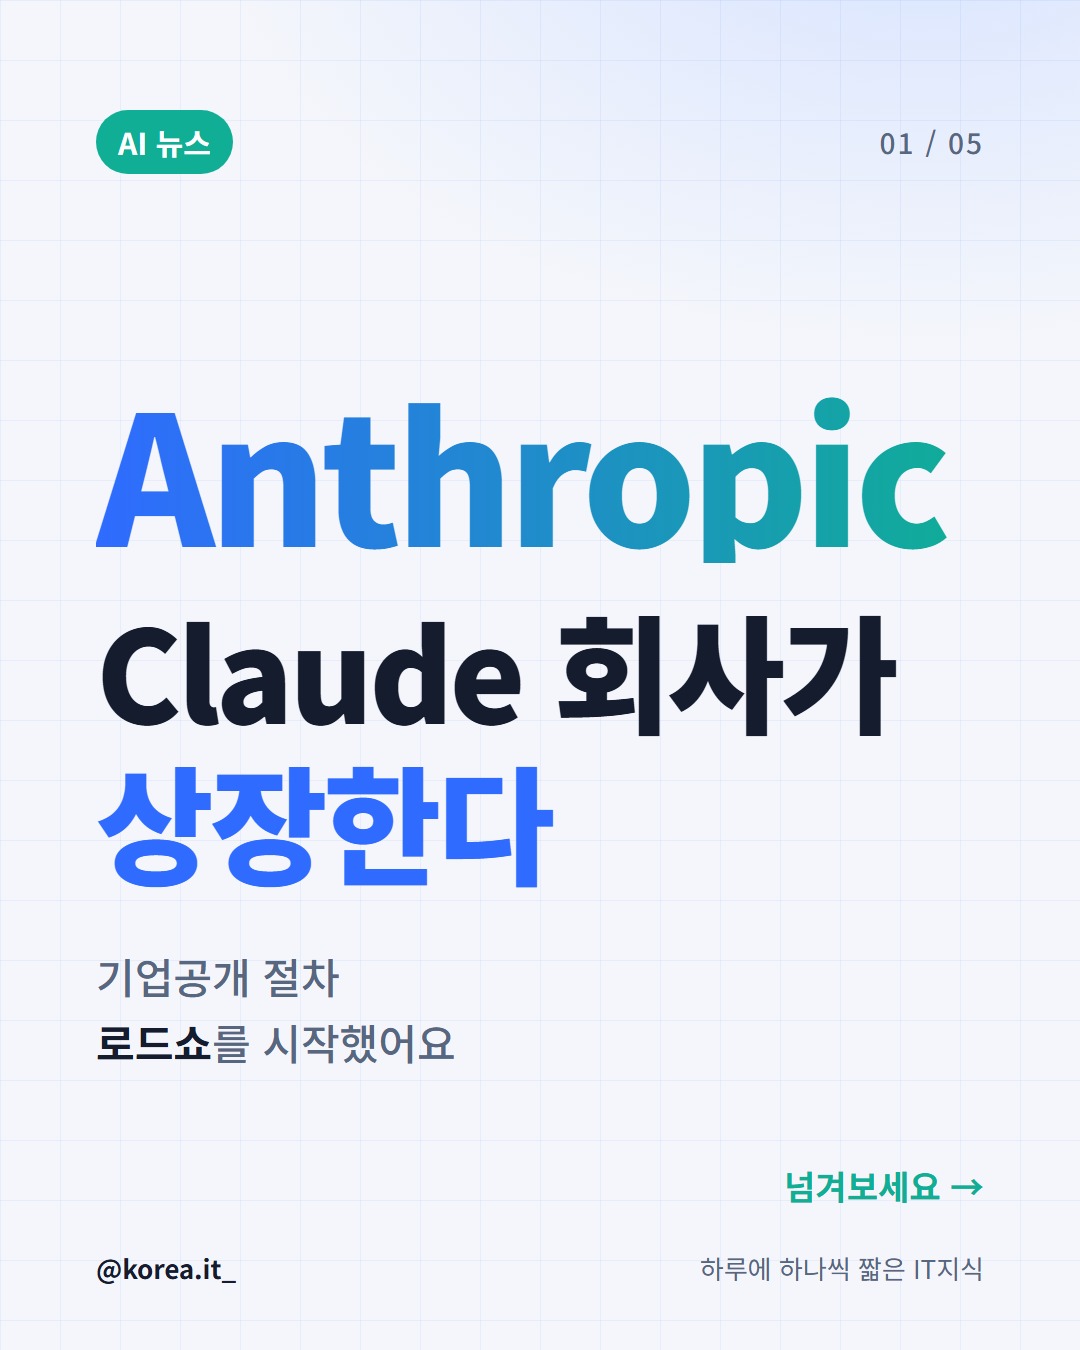 AI 뉴스
01 / 05
Anthropic
Claude 회사가
상장한다
기업공개 절차
로드쇼를 시작했어요
넘겨보세요 →
@korea.it_
하루에 하나씩 짧은 IT지식